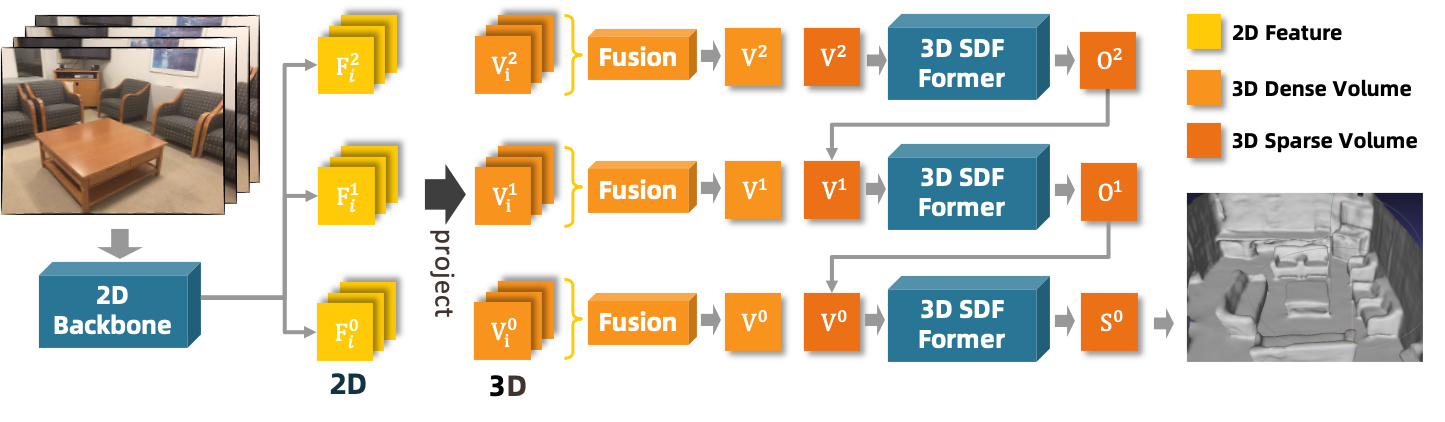 F_i^2
V_i^2
Fusion
V^2
V^2
3D SDF
Former
O^2
2D Feature
3D Dense Volume
3D Sparse Volume
F_i^1
project
V_i^1
Fusion
V^1
V^1
3D SDF
Former
O^1
2D
Backbone
F_i^0
V_i^0
Fusion
V^0
V^0
3D SDF
Former
S^0
2D
3D